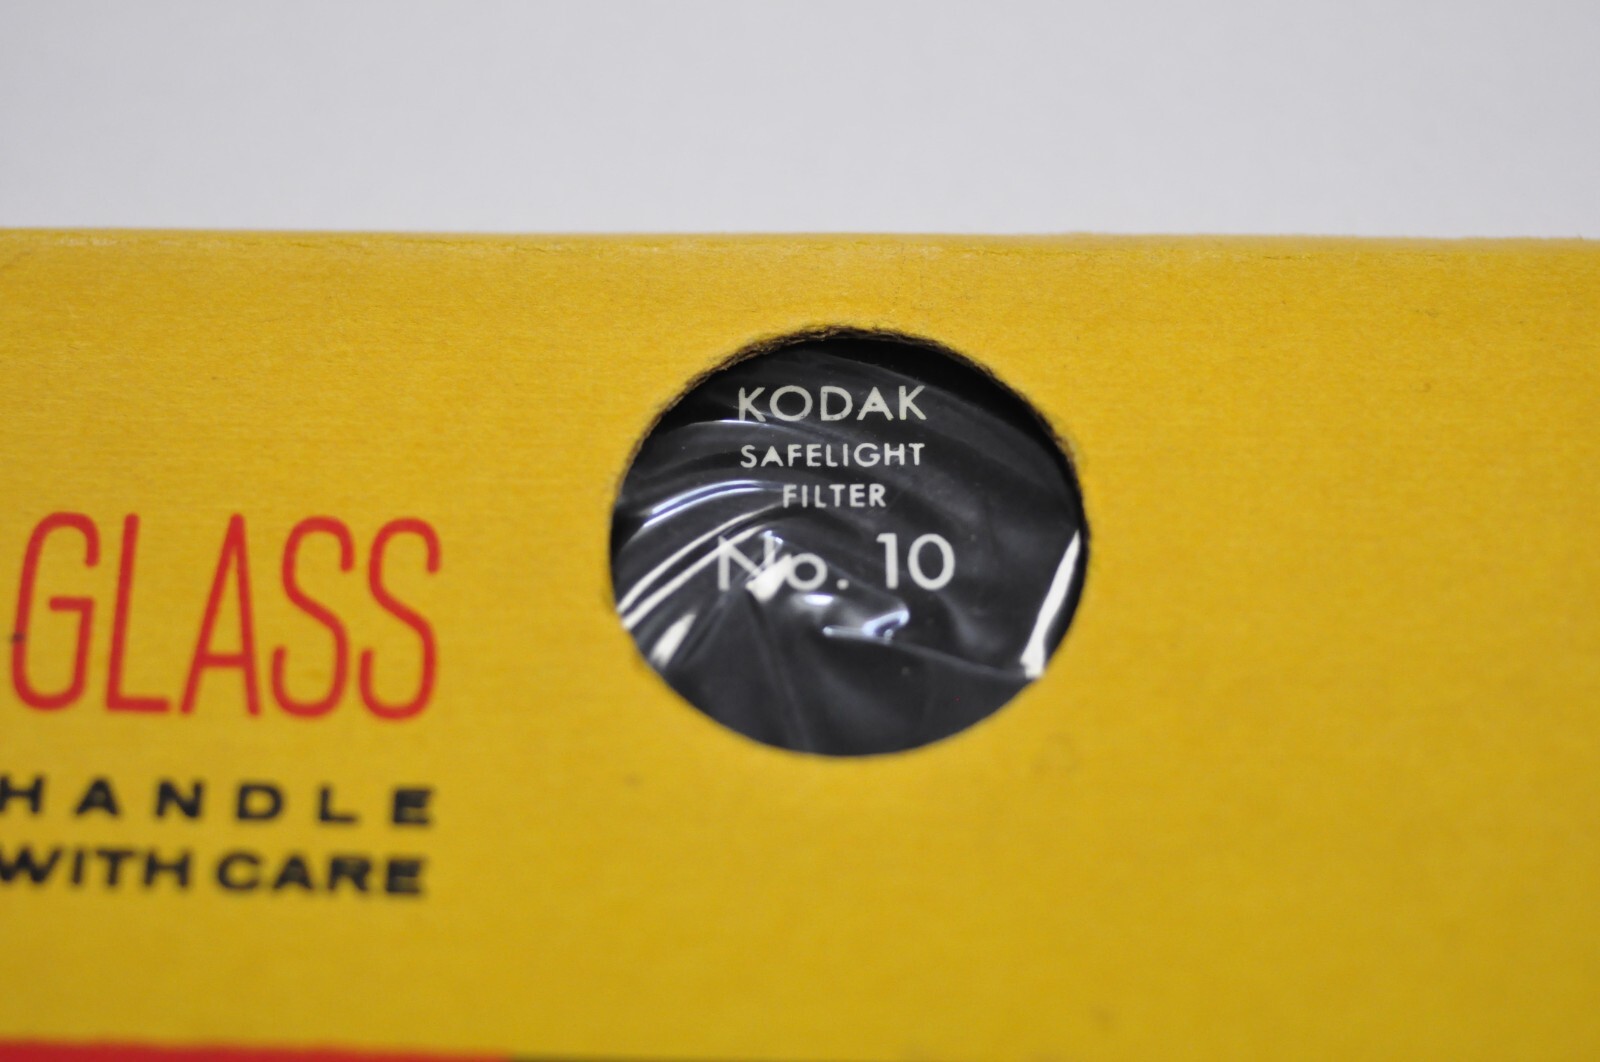 GLASS
HANDLE
WITH CARE
KODAK
SAFELIGHT
FILTER
No. 10